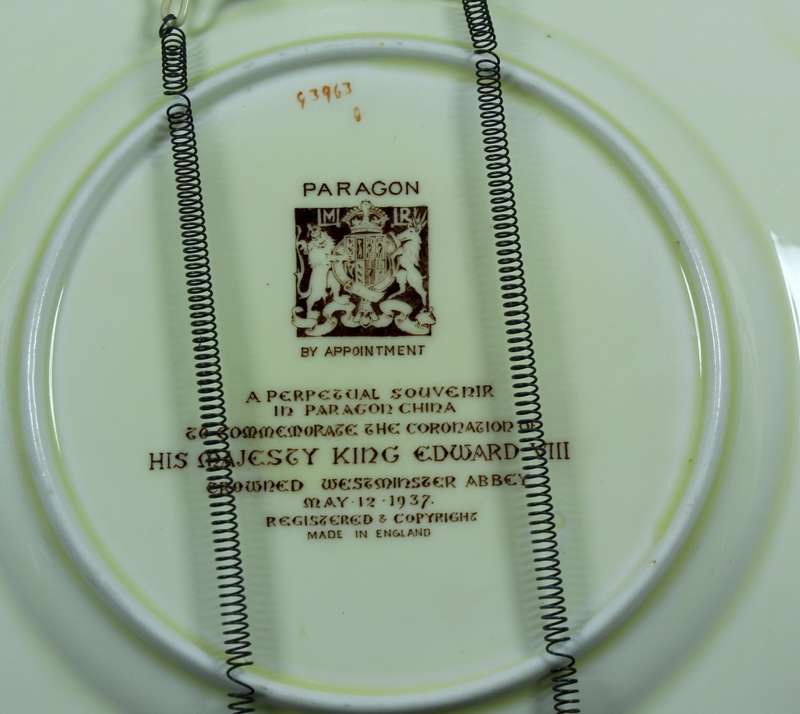 G3963
PARAGON
M R
BY APPOINTMENT
A PERPETUAL SOUVENIR
IN PARAGON CHINA
TO COMMEMORATE THE CORONATION OF
HIS MAJESTY KING EDWARD VIII
CROWNED WESTMINSTER ABBEY
MAY·12·1937.
REGISTERED & COPYRIGHT
MADE IN ENGLAND